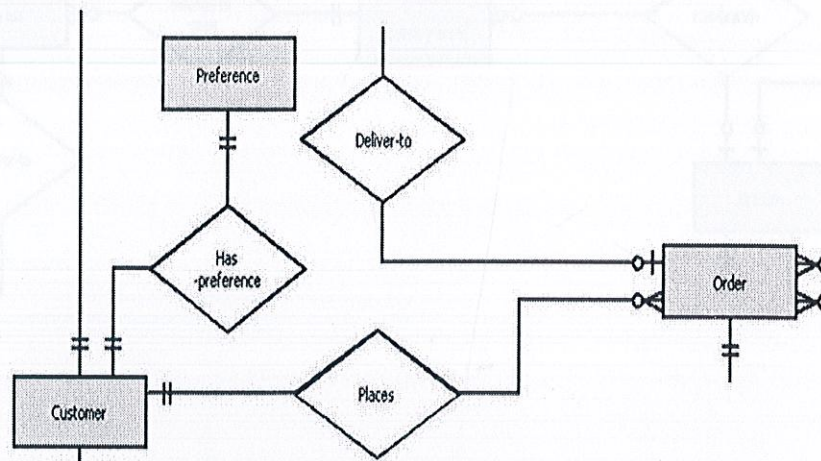 Preference
Deliver-to
Has
-preference
Order
Places
Customer